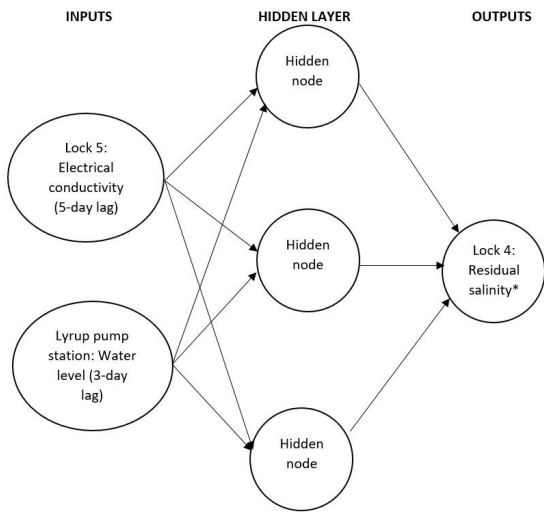 INPUTS
HIDDEN LAYER
OUTPUTS
Hidden
node
Lock 5:
Electrical
conductivity
(5-day lag)
Hidden
node
Lock 4:
Residual
salinity*
Lyrup pump
station: Water
level (3-day
lag)
Hidden
node